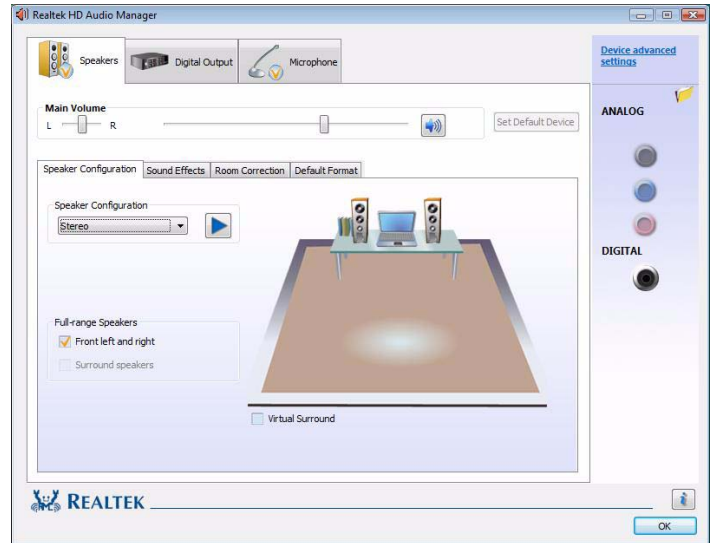 Realtek HD Audio Manager
Speakers
Digital Output
Microphone
Device advanced
settings
Main Volume
L R
Set Default Device
ANALOG
Speaker Configuration
Sound Effects
Room Correction
Default Format
Speaker Configuration
Stereo
DIGITAL
Full-range Speakers
Front left and right
Surround speakers
Virtual Surround
REALTEK
i
OK